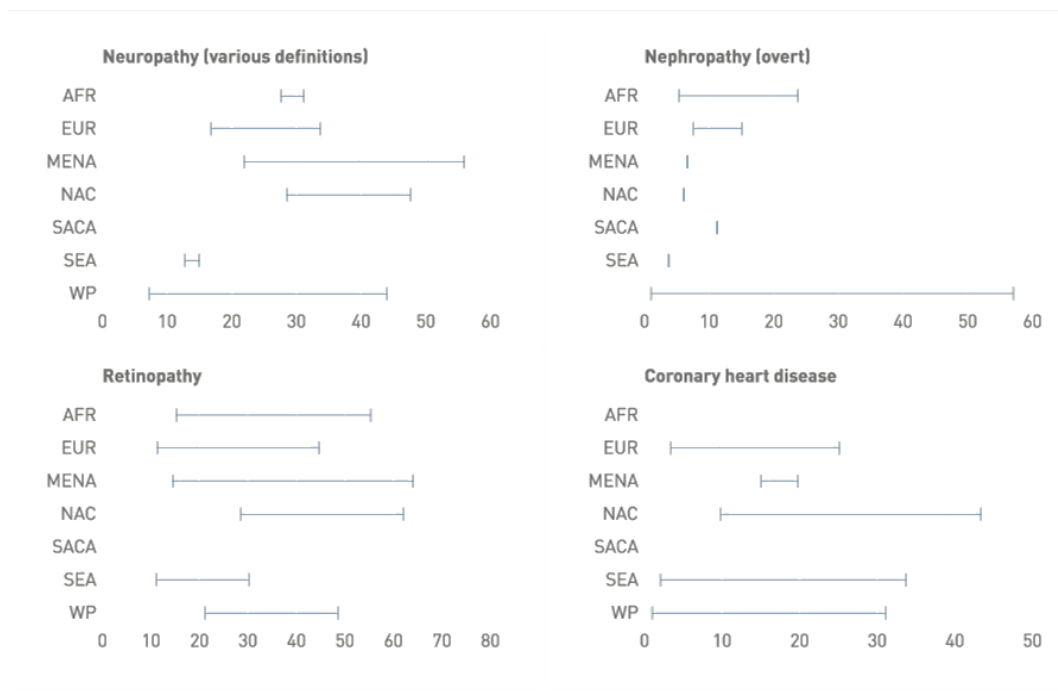 Neuropathy (various definitions)
AFR
EUR
MENA
NAC
SACA
SEA
WP
0 10 20 30 40 50 60
Nephropathy (overt)
AFR
EUR
MENA
NAC
SACA
SEA
0 10 20 30 40 50 60
Retinopathy
AFR
EUR
MENA
NAC
SACA
SEA
WP
0 10 20 30 40 50 60 70 80
Coronary heart disease
AFR
EUR
MENA
NAC
SACA
SEA
WP
0 10 20 30 40 50